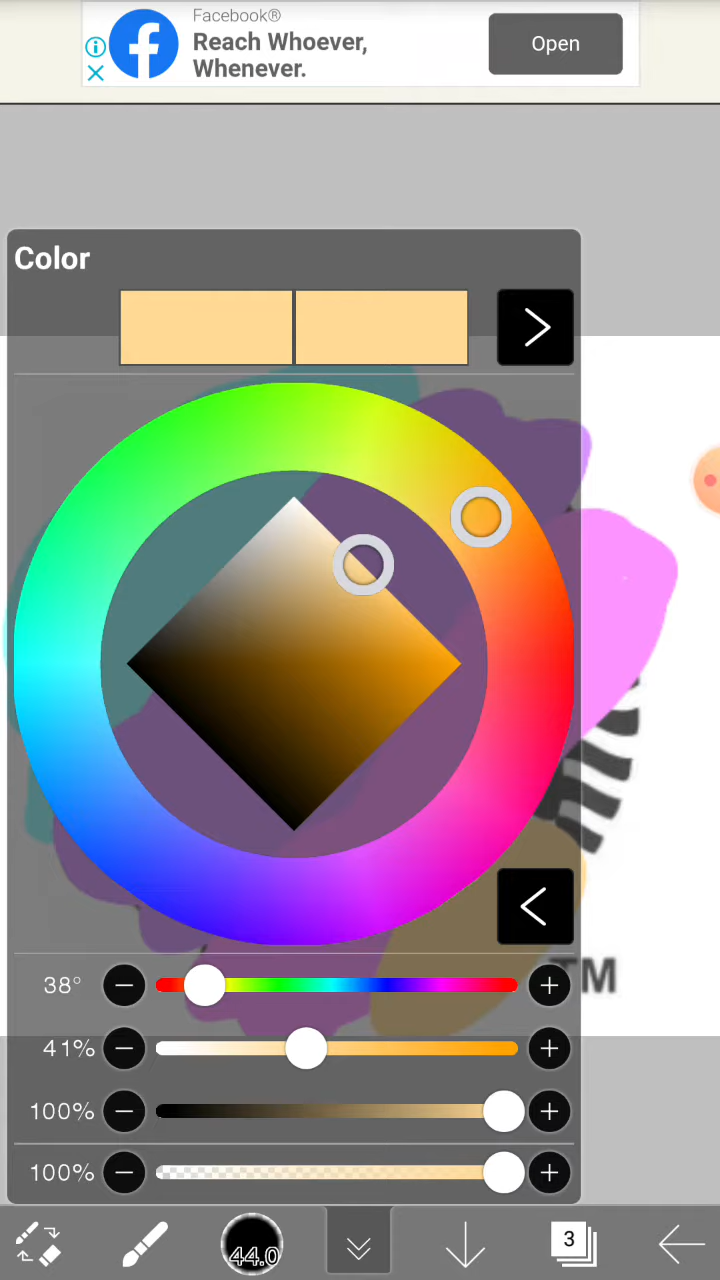 Facebook®
Reach Whoever,
Whenever.
Open
Color
TM
38°
41%
100%
100%
44.0
3